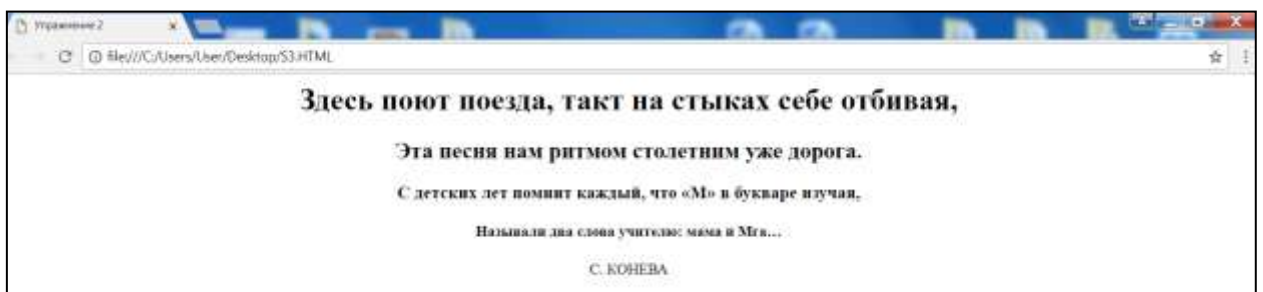 Упражнение 2
file:///C:/Users/User/Desktop/S3.HTML
Здесь поют поезда, такт на стыках себе отбивая,
Эта песня нам ритмом столетним уже дорога.
С детских лет помнит каждый, что «М» в букваре изучая,
Называли два слова учителю: мама и Мга…
С. КОНЕВА